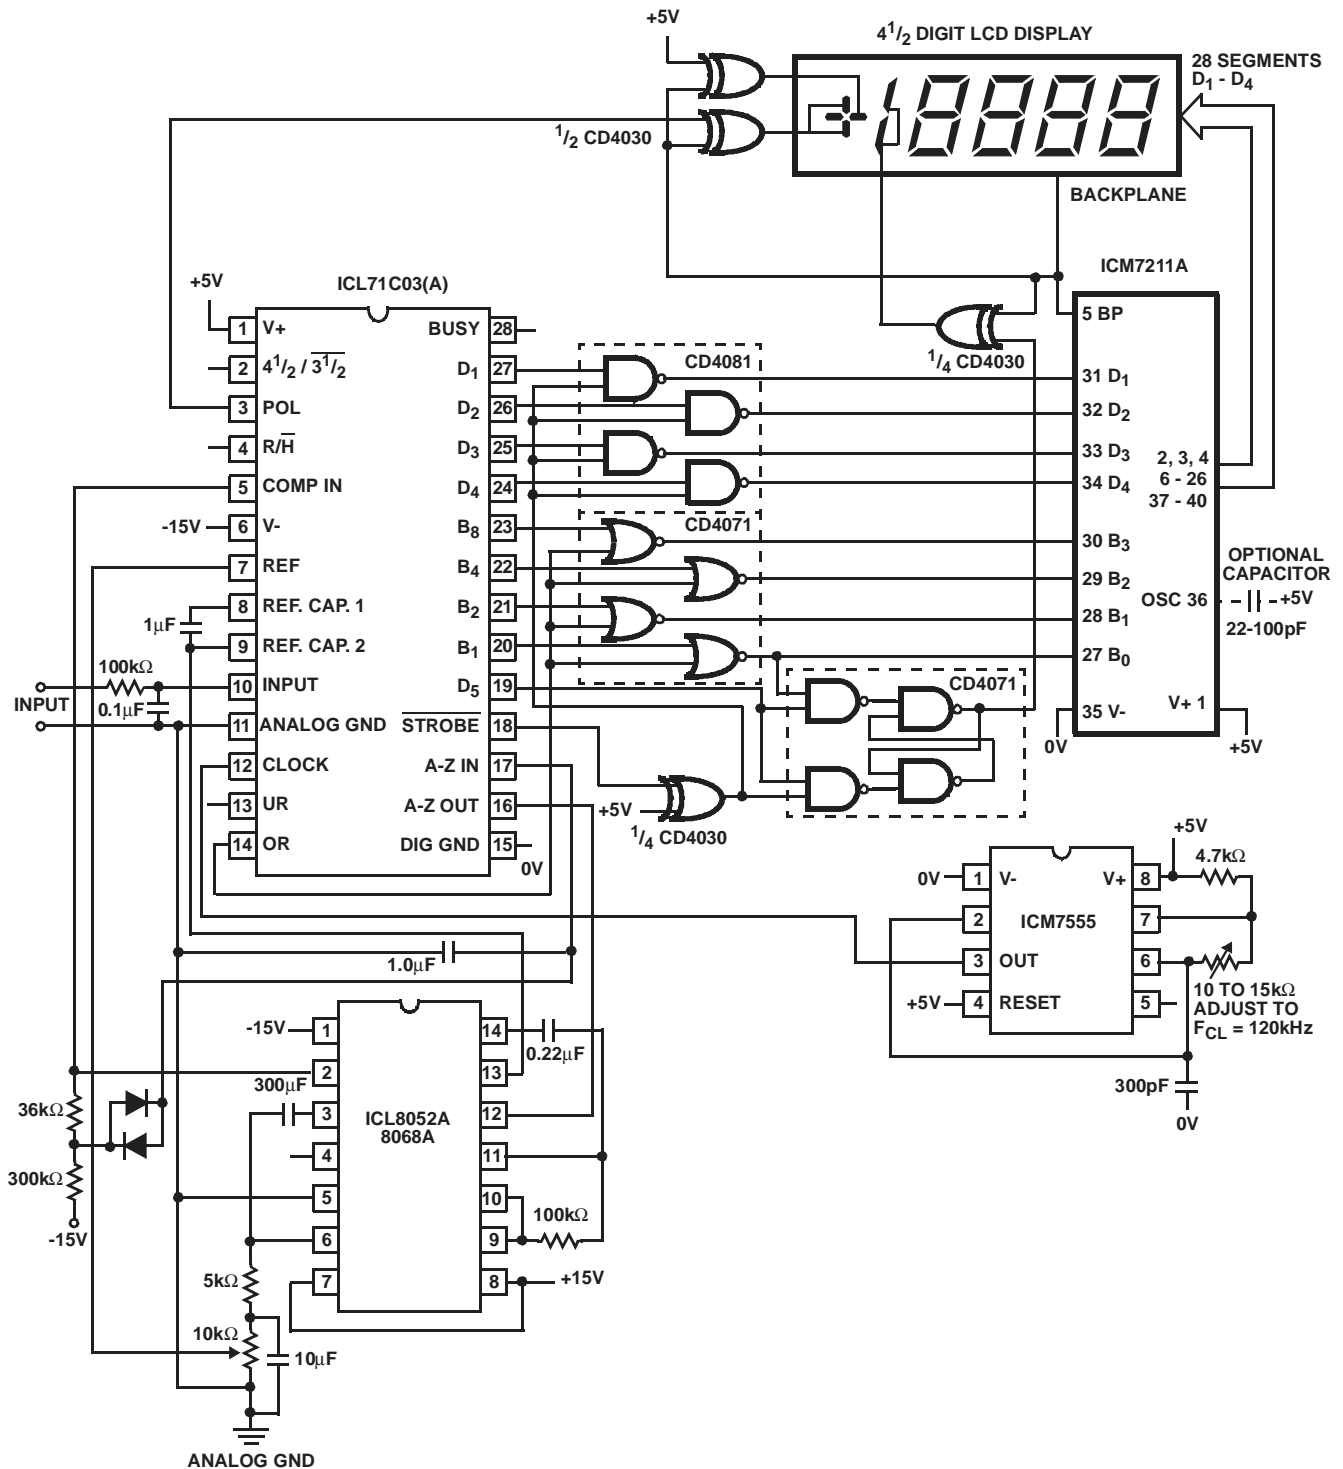 +5V
4 1/2 DIGIT LCD DISPLAY
28 SEGMENTS
D1 - D4
1/2 CD4030
BACKPLANE
ICL71C03(A)
ICM7211A
+5V
1 V+
2 4 1/2 / 3 1/2
3 POL
4 R/H
5 COMP IN
-15V
6 V-
7 REF
8 REF. CAP. 1
1μF
9 REF. CAP. 2
100kΩ
10 INPUT
INPUT
0.1μF
11 ANALOG GND
12 CLOCK
13 UR
14 OR
BUSY 28
D1 27
D2 26
D3 25
D4 24
B8 23
B4 22
B2 21
B1 20
D5 19
STROBE 18
A-Z IN 17
A-Z OUT 16
DIG GND 15
0V
CD4081
CD4071
CD4071
1/4 CD4030
+5V
1/4 CD4030
5 BP
31 D1
32 D2
33 D3
34 D4
30 B3
29 B2
28 B1
27 B0
35 V-
0V
2, 3, 4
6 - 26
37 - 40
OSC 36
OPTIONAL
CAPACITOR
+5V
22-100pF
V+ 1
+5V
1.0μF
ICM7555
0V
1 V-
2
3 OUT
+5V
4 RESET
V+ 8
7
6
5
+5V
4.7kΩ
10 TO 15kΩ
ADJUST TO
FCL = 120kHz
300pF
0V
ICL8052A
8068A
-15V
1
2
300μF
3
4
5
6
7
14
0.22μF
13
12
11
10
9
100kΩ
8
+15V
36kΩ
300kΩ
-15V
5kΩ
10kΩ
10μF
ANALOG GND